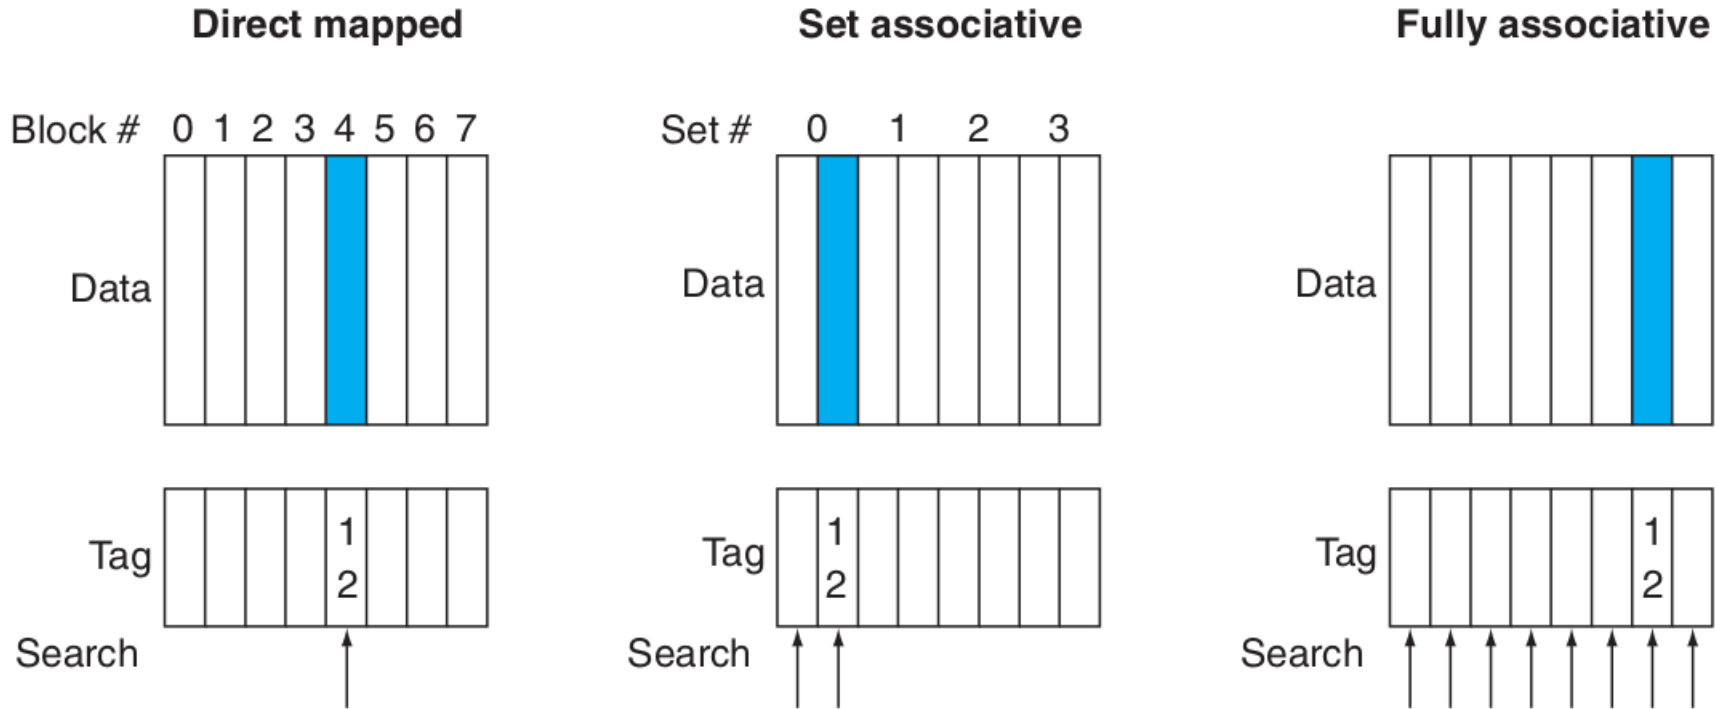 Direct mapped
Block # 0 1 2 3 4 5 6 7
Data
Tag
1
2
Search
Set associative
Set # 0 1 2 3
Data
Tag
1
2
Search
Fully associative
Data
Tag
1
2
Search